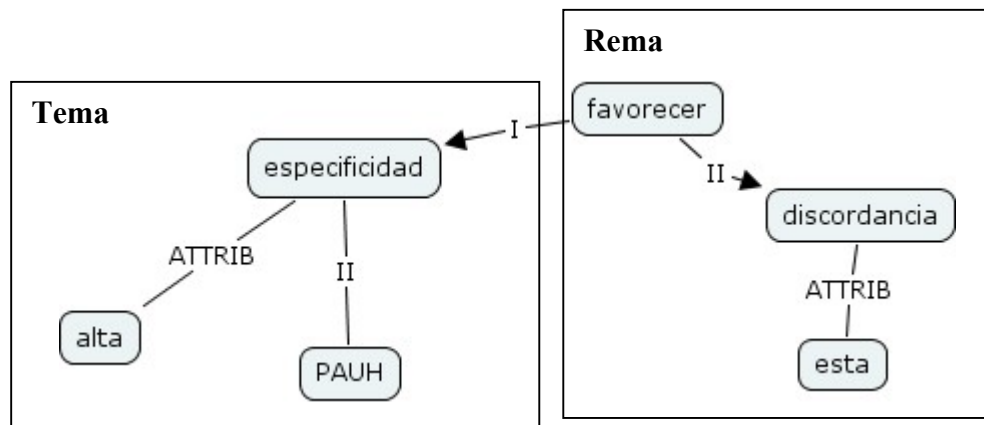 Rema
Tema
favorecer
I
especificidad
II
discordancia
ATTRIB
II
ATTRIB
alta
PAUH
esta